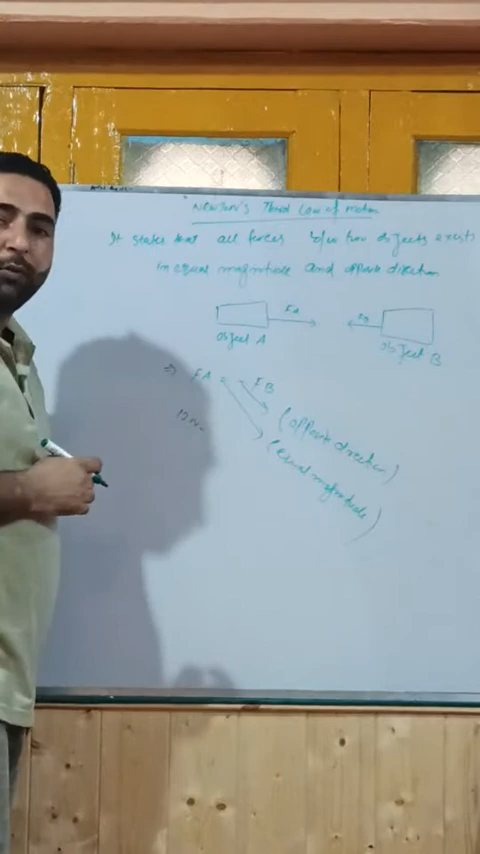 Newton's Third Law of Motion
It states that all forces b/w two objects exists
in equal magnitude and opposite direction
FA
FB
object A
object B
⇒ FA = - FB
(opposite direction)
(equal magnitude)